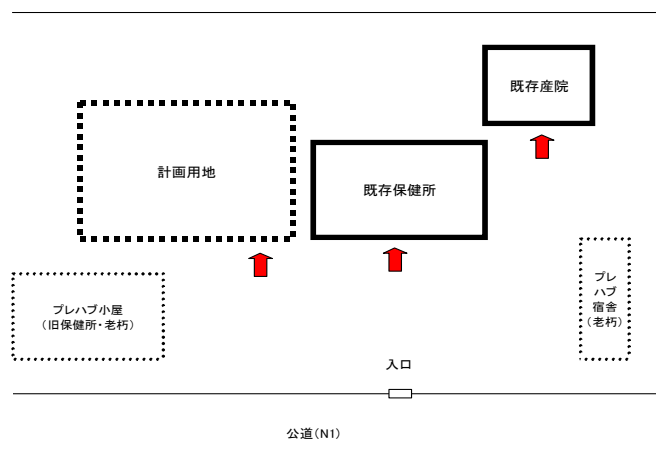 既存産院
計画用地
既存保健所
プレハブ小屋
(旧保健所・老朽)
プレ
ハブ
宿舎
(老朽)
入口
公道(N1)